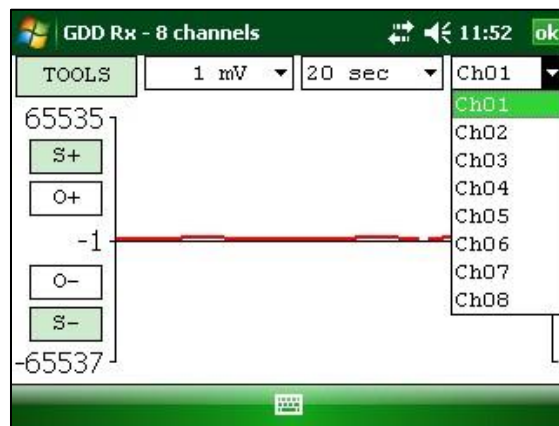 GDD Rx - 8 channels 11:52 ok
TOOLS 1 mV 20 sec Ch01
65535
S+
O+
-1
O-
S-
-65537
Ch01
Ch02
Ch03
Ch04
Ch05
Ch06
Ch07
Ch08